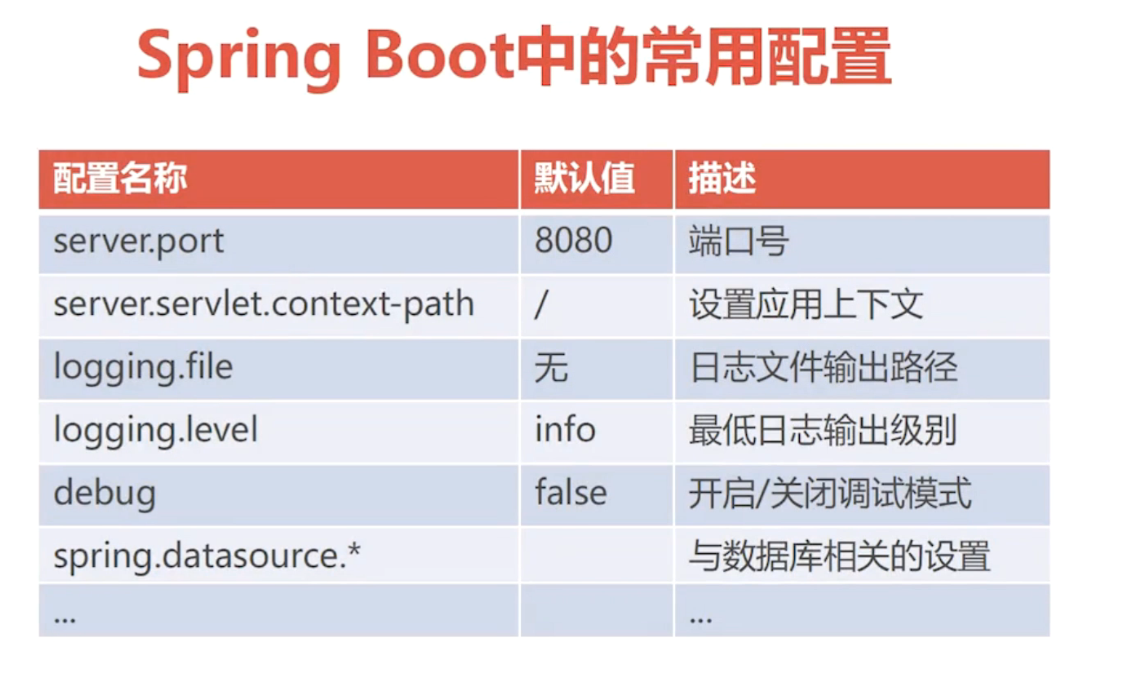 Spring Boot中的常用配置
配置名称 默认值 描述
server.port 8080 端口号
server.servlet.context-path / 设置应用上下文
logging.file 无 日志文件输出路径
logging.level info 最低日志输出级别
debug false 开启/关闭调试模式
spring.datasource.* 与数据库相关的设置
... ...